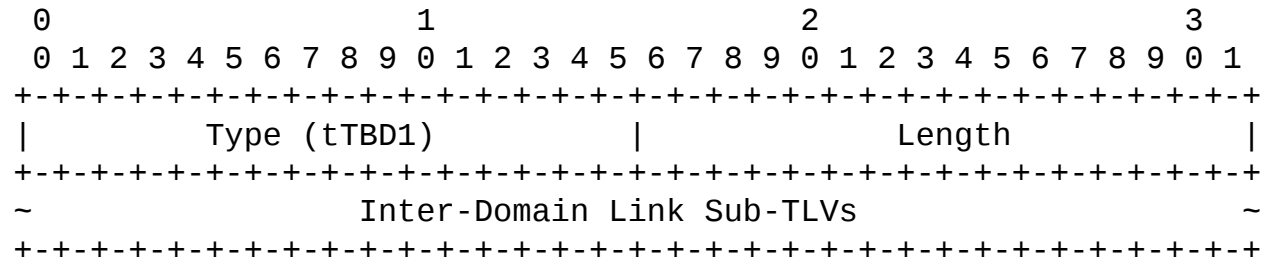 0                   1                   2                   3
 0 1 2 3 4 5 6 7 8 9 0 1 2 3 4 5 6 7 8 9 0 1 2 3 4 5 6 7 8 9 0 1
+-+-+-+-+-+-+-+-+-+-+-+-+-+-+-+-+-+-+-+-+-+-+-+-+-+-+-+-+-+-+-+-+
|         Type (tTBD1)          |             Length            |
+-+-+-+-+-+-+-+-+-+-+-+-+-+-+-+-+-+-+-+-+-+-+-+-+-+-+-+-+-+-+-+-+
~                 Inter-Domain Link Sub-TLVs                    ~
+-+-+-+-+-+-+-+-+-+-+-+-+-+-+-+-+-+-+-+-+-+-+-+-+-+-+-+-+-+-+-+-+